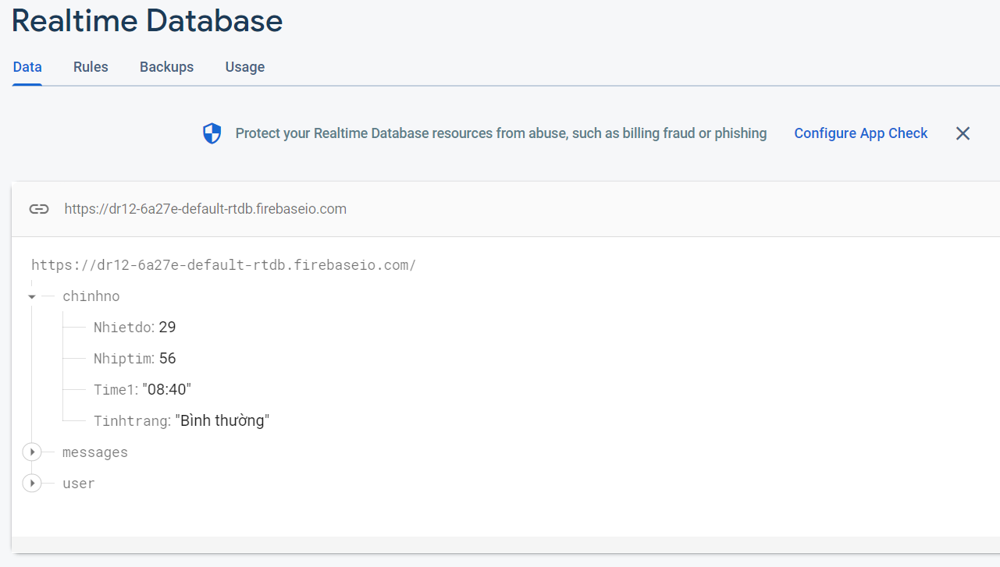 Realtime Database
Data Rules Backups Usage
Protect your Realtime Database resources from abuse, such as billing fraud or phishing Configure App Check
https://dr12-6a27e-default-rtdb.firebaseio.com
https://dr12-6a27e-default-rtdb.firebaseio.com/
chinhno
Nhietdo: 29
Nhiptim: 56
Time1: "08:40"
Tinhtrang: "Bình thường"
messages
user